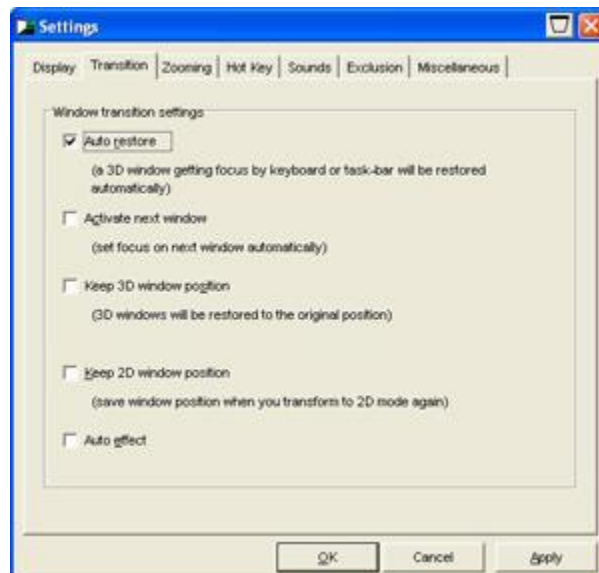 Settings
Display Transition Zooming Hot Key Sounds Exclusion Miscellaneous
Window transition settings
Auto restore
(a 3D window getting focus by keyboard or task-bar will be restored
automatically)
Activate next window
(set focus on next window automatically)
Keep 3D window position
(3D windows will be restored to the original position)
Keep 2D window position
(save window position when you transform to 2D mode again)
Auto effect
OK Cancel Apply